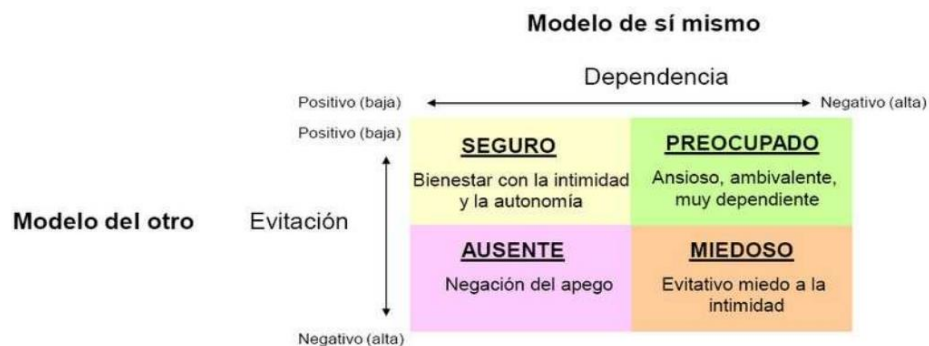 Modelo de sí mismo
Dependencia
Positivo (baja)
Negativo (alta)
Positivo (baja)
SEGURO
Bienestar con la intimidad
y la autonomía
PREOCUPADO
Ansioso, ambivalente,
muy dependiente
Modelo del otro
Evitación
AUSENTE
Negación del apego
MIEDOSO
Evitativo miedo a la
intimidad
Negativo (alta)